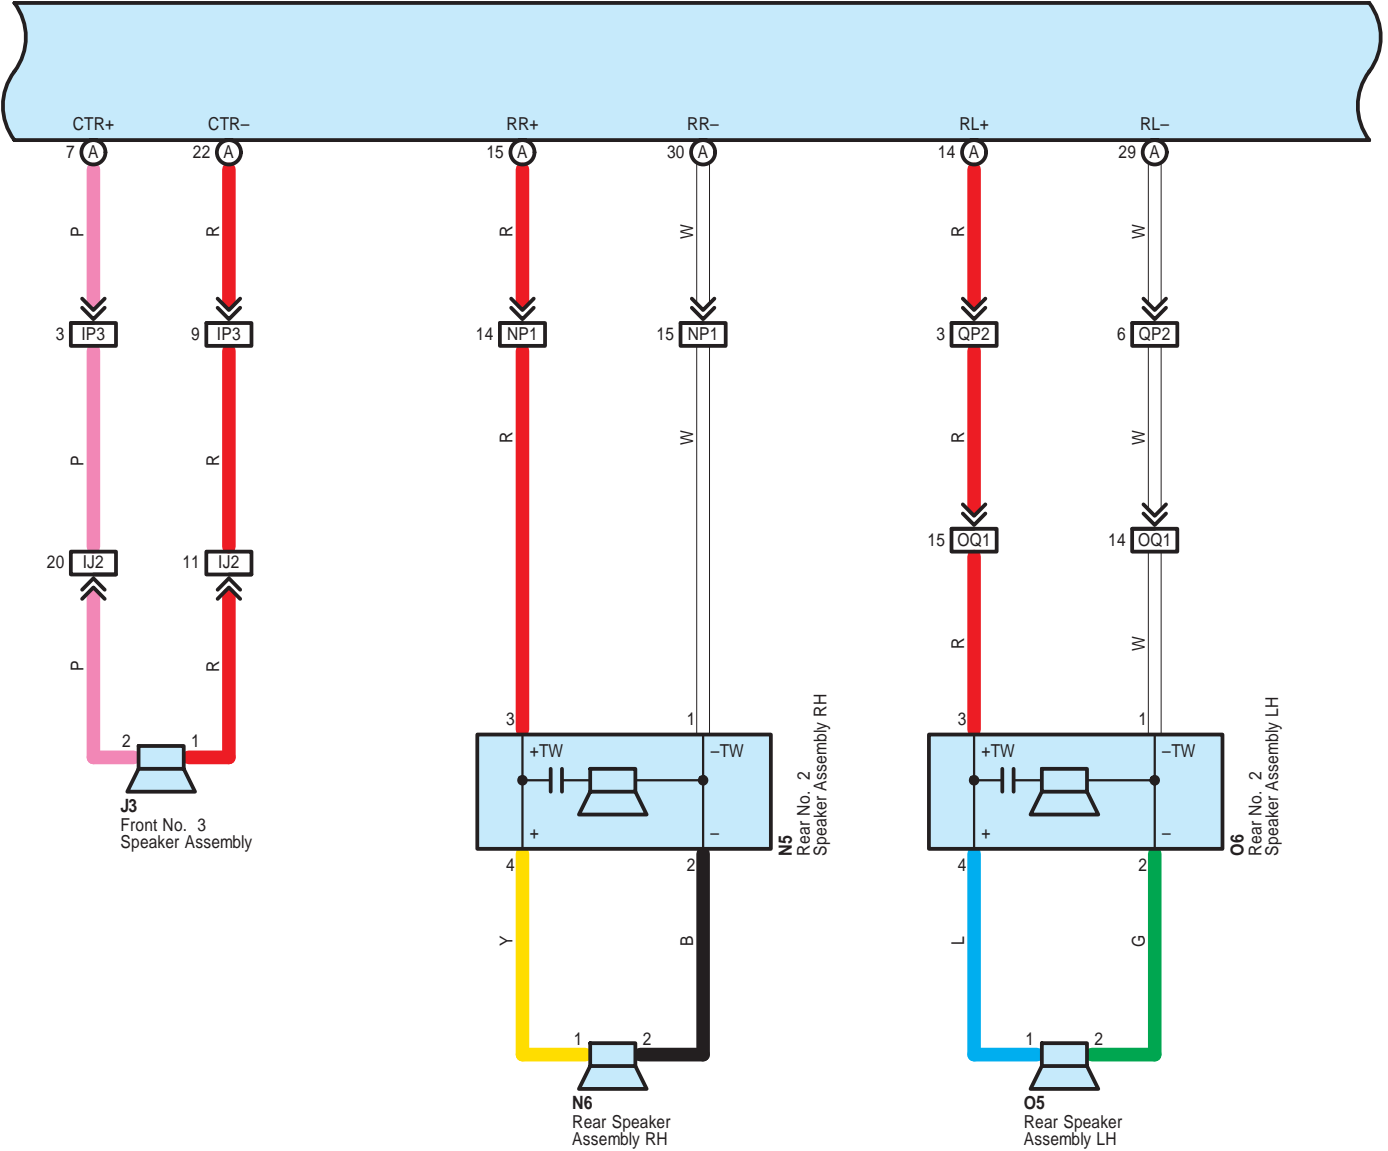 CTR+ CTR– RR+ RR– RL+ RL–
7 A 22 A 15 A 30 A 14 A 29 A
P R R W R W
3 IP3 9 IP3 14 NP1 15 NP1 3 QP2 6 QP2
R W R W
P R
15 OQ1 14 OQ1
20 IJ2 11 IJ2
R W
P R
3 1 3 1
2 1
+TW –TW +TW –TW
+ – + –
J3
Front No. 3
Speaker Assembly
N5
Rear No. 2
Speaker Assembly RH
O6
Rear No. 2
Speaker Assembly LH
4 2 4 2
Y B L G
1 2 1 2
N6
Rear Speaker
Assembly RH
O5
Rear Speaker
Assembly LH